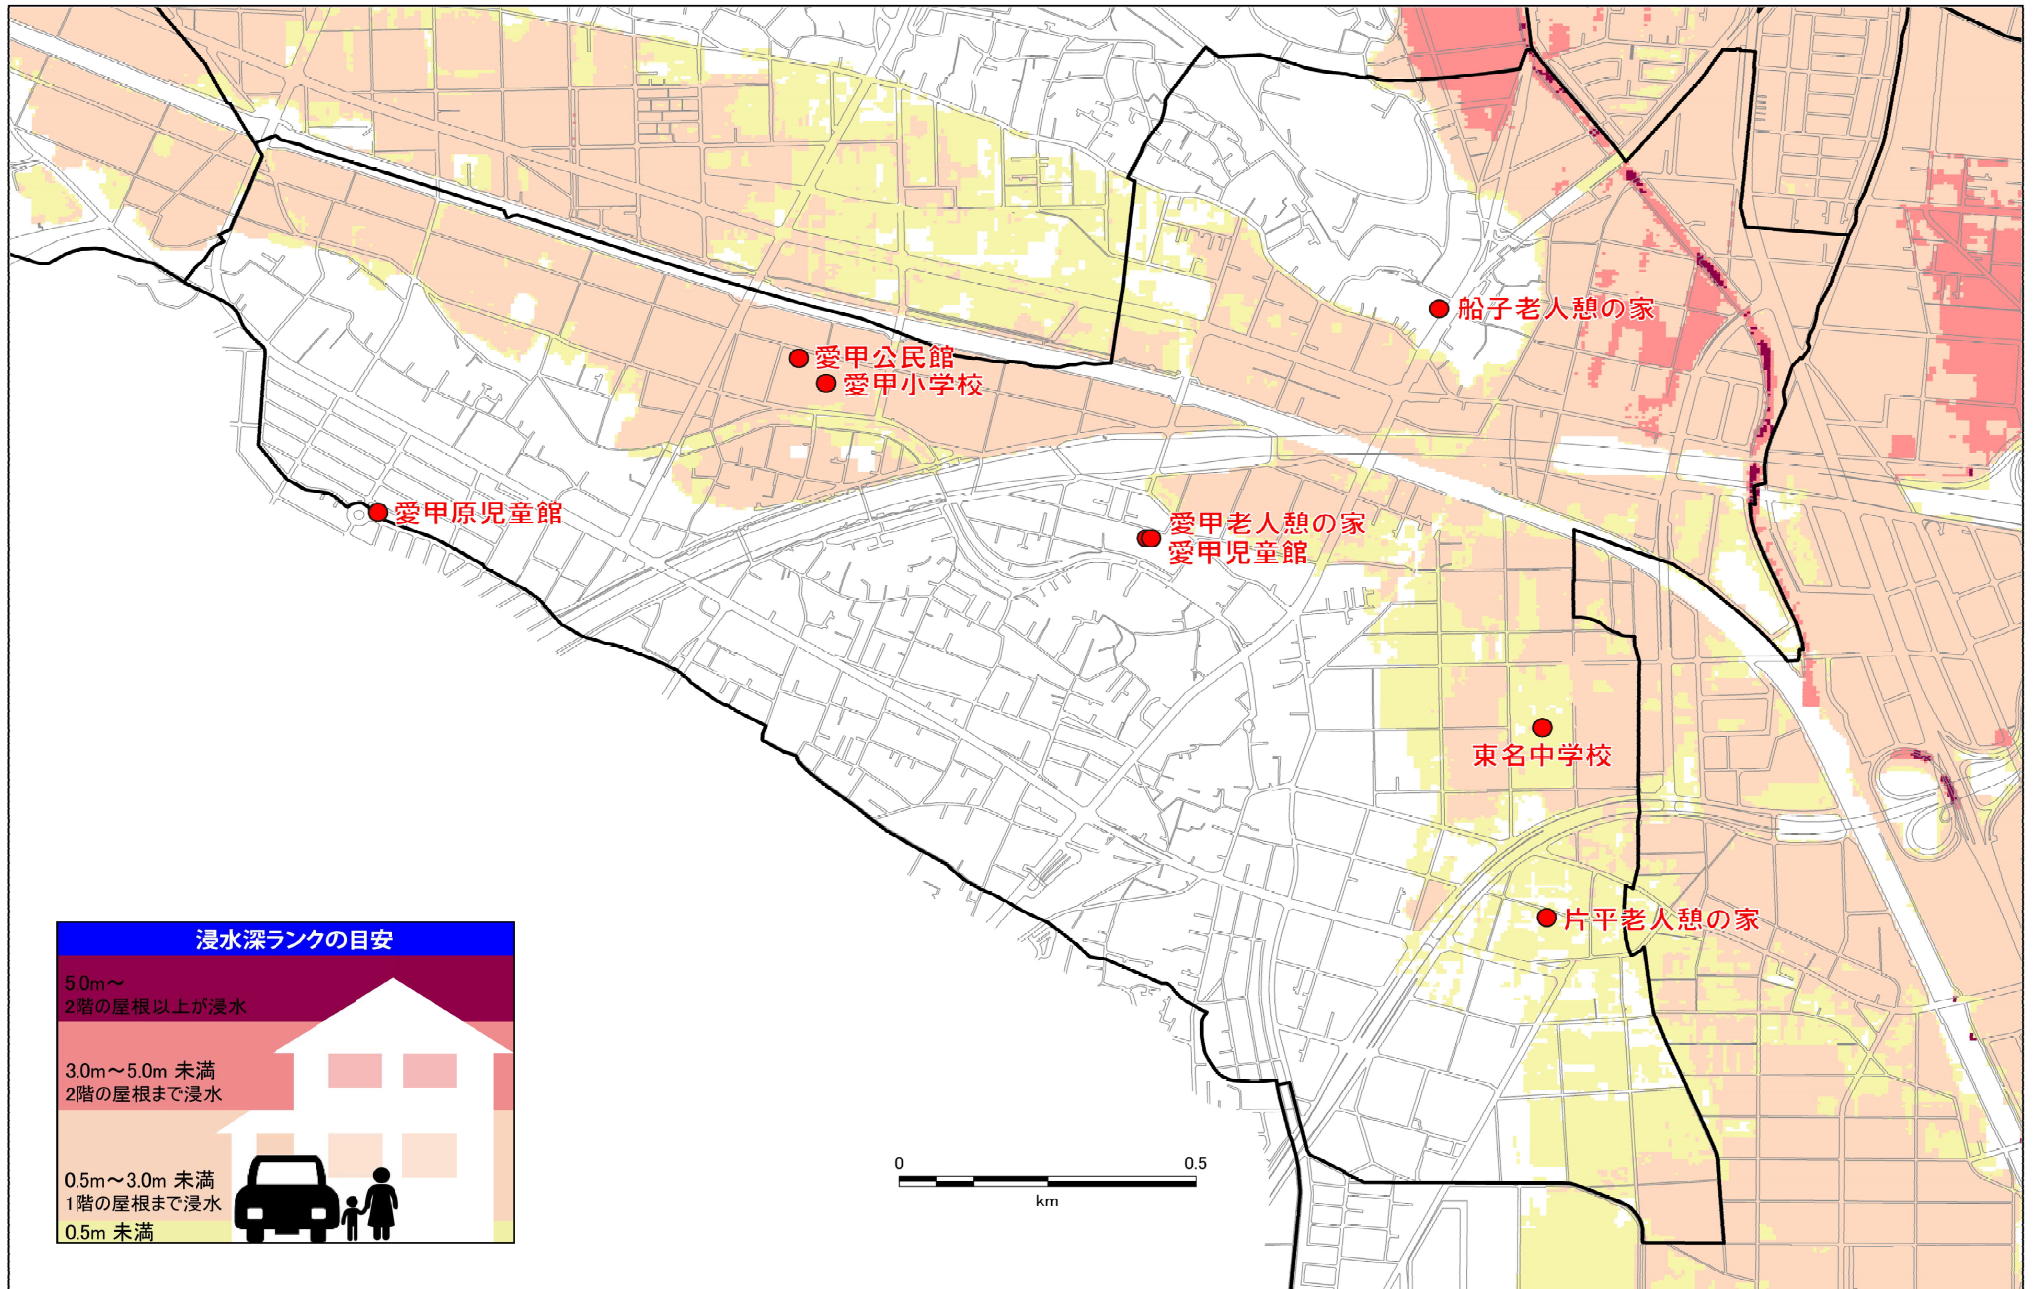 船子老人憩の家
愛甲公民館
愛甲小学校
愛甲原児童館
愛甲老人憩の家
愛甲児童館
東名中学校
片平老人憩の家
浸水深ランクの目安
5.0m～
2階の屋根以上が浸水
3.0m～5.0m 未満
2階の屋根まで浸水
0.5m～3.0m 未満
1階の屋根まで浸水
0.5m 未満
0 0.5
km